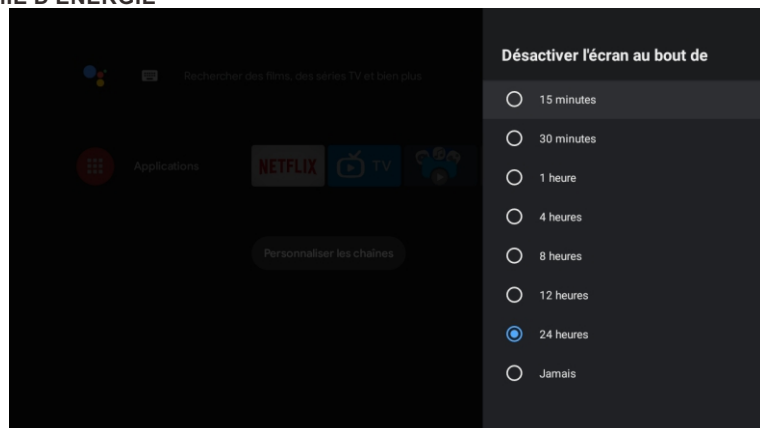 MIE D'ÉNERGIE
Désactiver l'écran au bout de
Rechercher des films, des séries TV et bien plus
15 minutes
30 minutes
Applications
NETFLIX
TV
1 heure
4 heures
Personnaliser les chaînes
8 heures
12 heures
24 heures
Jamais